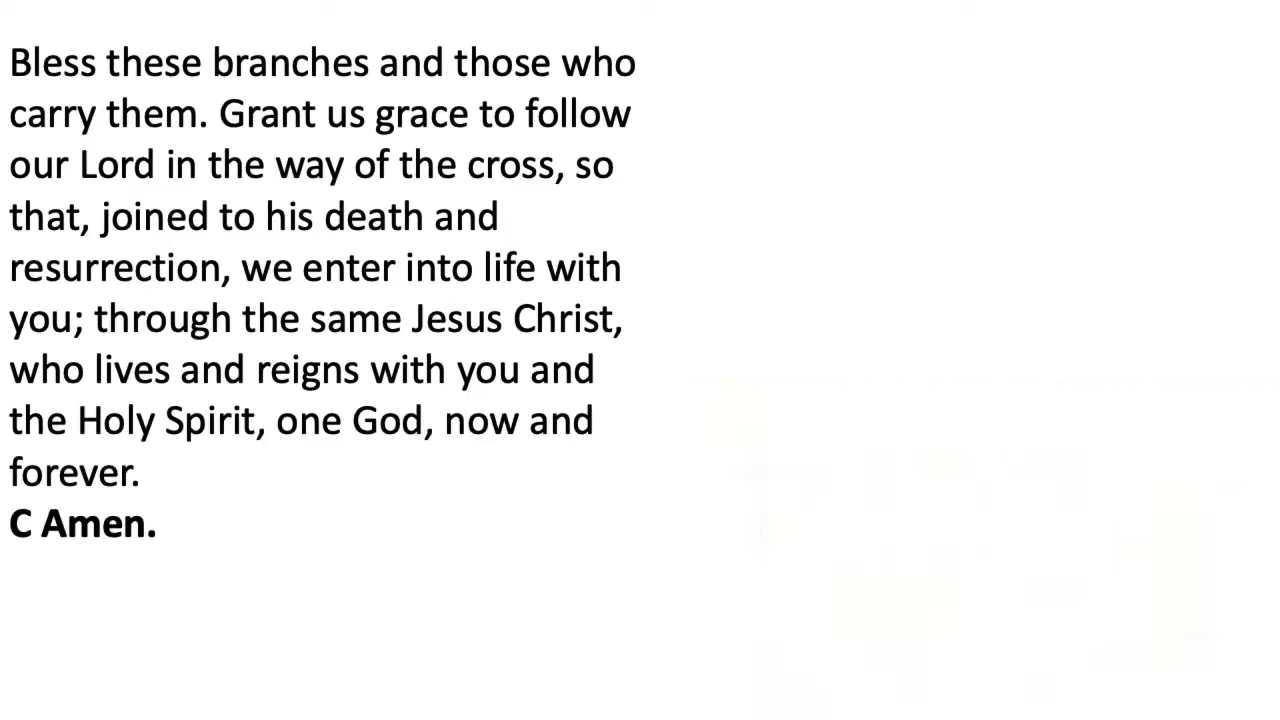 Bless these branches and those who
carry them. Grant us grace to follow
our Lord in the way of the cross, so
that, joined to his death and
resurrection, we enter into life with
you; through the same Jesus Christ,
who lives and reigns with you and
the Holy Spirit, one God, now and
forever.
C Amen.